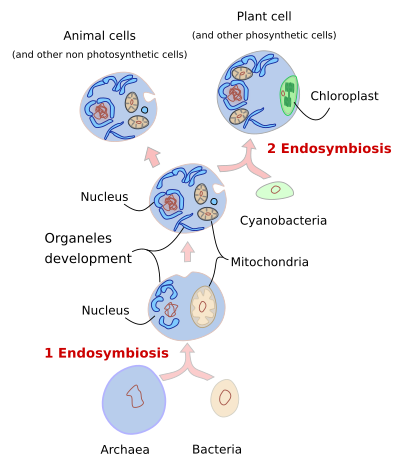 Plant cell
(and other phosynthetic cells)
Animal cells
(and other non photosynthetic cells)
Chloroplast
2 Endosymbiosis
Nucleus
Cyanobacteria
Organeles
development
Mitochondria
Nucleus
1 Endosymbiosis
Archaea
Bacteria